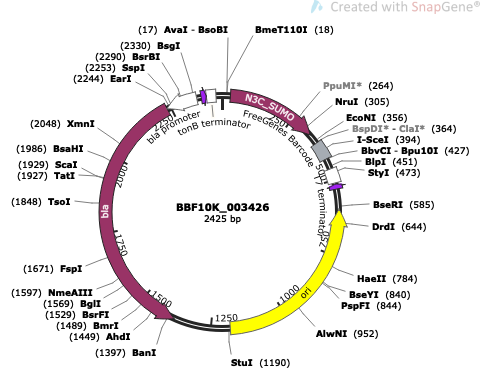 Created with SnapGene®
(17) AvaI - BsoBI
BmeT110I (18)
(2330) BsgI
(2290) BsrBI
(2253) SspI
(2244) EarI
PpuMI* (264)
NruI (305)
EcoNI (356)
BspDI* - ClaI* (364)
I-SceI (394)
BbvCI - Bpu10I (427)
BlpI (451)
StyI (473)
BseRI (585)
DrdI (644)
HaeII (784)
BseYI (840)
PspFI (844)
AlwNI (952)
StuI (1190)
(2048) XmnI
(1986) BsaHI
(1929) ScaI
(1927) TatI
(1848) TsoI
(1671) FspI
(1597) NmeAIII
(1569) BglI
(1529) BsrFI
(1489) BmrI
(1449) AhdI
(1397) BanI
N3C_SUMO
FreeGenes Barcode
T7 terminator
ori
bla
bla promoter
tonB terminator
250
500
750
1000
1250
1500
1750
2000
2250
BBF10K_003426
2425 bp